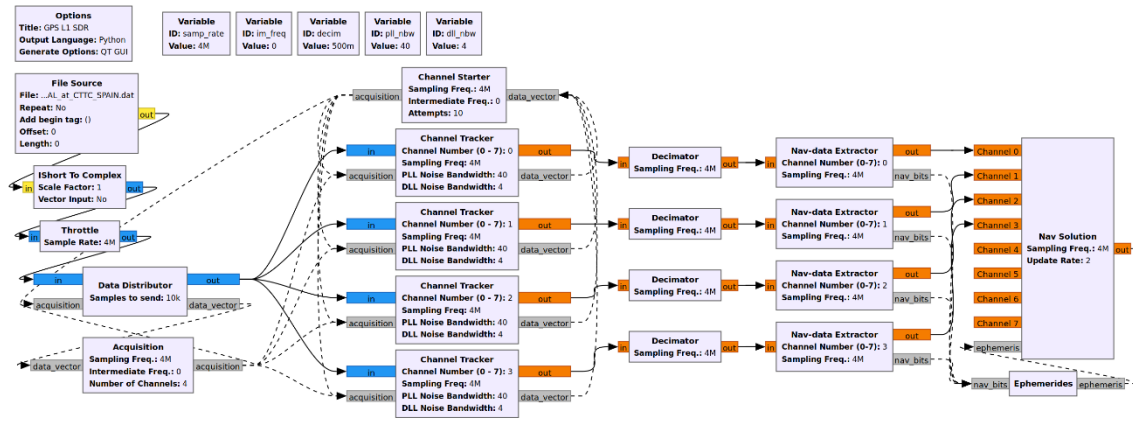 Options
Title: GPS L1 SDR
Output Language: Python
Generate Options: QT GUI
Variable
ID: samp_rate
Value: 4M
Variable
ID: im_freq
Value: 0
Variable
ID: decim
Value: 500m
Variable
ID: pll_nbw
Value: 40
Variable
ID: dll_nbw
Value: 4
File Source
File: ...AL_at_CTTC_SPAIN.dat
Repeat: No
Add begin tag: ()
Offset: 0
Length: 0
out
in
IShort To Complex
Scale Factor: 1
Vector Input: No
out
in
Throttle
Sample Rate: 4M
out
in
out
Data Distributor
Samples to send: 10k
acquisition
data_vector
data_vector
Acquisition
Sampling Freq.: 4M
Intermediate Freq.: 0
Number of Channels: 4
acquisition
acquisition
Channel Starter
Sampling Freq.: 4M
Intermediate Freq.: 0
Attempts: 10
data_vector
in
acquisition
Channel Tracker
Channel Number (0 - 7): 0
Sampling Freq: 4M
PLL Noise Bandwidth: 40
DLL Noise Bandwidth: 4
out
data_vector
in
acquisition
Channel Tracker
Channel Number (0 - 7): 1
Sampling Freq: 4M
PLL Noise Bandwidth: 40
DLL Noise Bandwidth: 4
out
data_vector
in
acquisition
Channel Tracker
Channel Number (0 - 7): 2
Sampling Freq: 4M
PLL Noise Bandwidth: 40
DLL Noise Bandwidth: 4
out
data_vector
in
acquisition
Channel Tracker
Channel Number (0 - 7): 3
Sampling Freq: 4M
PLL Noise Bandwidth: 40
DLL Noise Bandwidth: 4
out
data_vector
in
Decimator
Sampling Freq.: 4M
out
in
Decimator
Sampling Freq.: 4M
out
in
Decimator
Sampling Freq.: 4M
out
in
Decimator
Sampling Freq.: 4M
out
in
Nav-data Extractor
Channel Number (0-7): 0
Sampling Freq.: 4M
out
nav_bits
in
Nav-data Extractor
Channel Number (0-7): 1
Sampling Freq.: 4M
out
nav_bits
in
Nav-data Extractor
Channel Number (0-7): 2
Sampling Freq.: 4M
out
nav_bits
in
Nav-data Extractor
Channel Number (0-7): 3
Sampling Freq.: 4M
out
nav_bits
Channel 0
Channel 1
Channel 2
Channel 3
Channel 4
Channel 5
Channel 6
Channel 7
ephemeris
Nav Solution
Sampling Freq.: 4M
Update Rate: 2
out
nav_bits
Ephemerides
ephemeris